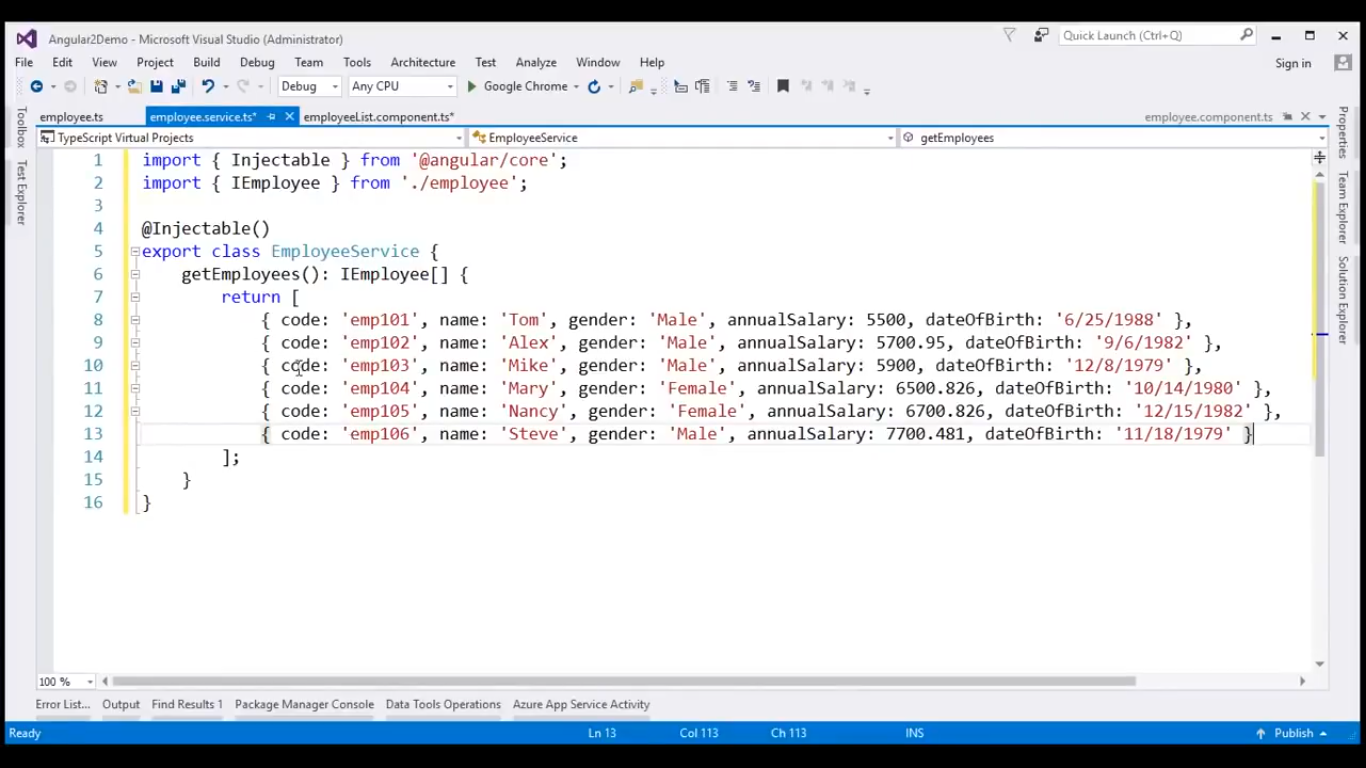 Angular2Demo - Microsoft Visual Studio (Administrator)
Quick Launch (Ctrl+Q)
File Edit View Project Build Debug Team Tools Architecture Test Analyze Window Help
Sign in
Debug Any CPU Google Chrome
employee.ts employee.service.ts* employeeList.component.ts* employee.component.ts
TypeScript Virtual Projects EmployeeService getEmployees
Toolbox
Test Explorer
1 import { Injectable } from '@angular/core';
2 import { IEmployee } from './employee';
3
4 @Injectable()
5 export class EmployeeService {
6 getEmployees(): IEmployee[] {
7 return [
8 { code: 'emp101', name: 'Tom', gender: 'Male', annualSalary: 5500, dateOfBirth: '6/25/1988' },
9 { code: 'emp102', name: 'Alex', gender: 'Male', annualSalary: 5700.95, dateOfBirth: '9/6/1982' },
10 { code: 'emp103', name: 'Mike', gender: 'Male', annualSalary: 5900, dateOfBirth: '12/8/1979' },
11 { code: 'emp104', name: 'Mary', gender: 'Female', annualSalary: 6500.826, dateOfBirth: '10/14/1980' },
12 { code: 'emp105', name: 'Nancy', gender: 'Female', annualSalary: 6700.826, dateOfBirth: '12/15/1982' },
13 { code: 'emp106', name: 'Steve', gender: 'Male', annualSalary: 7700.481, dateOfBirth: '11/18/1979' }
14 ];
15 }
16 }
Properties
Team Explorer
Solution Explorer
100 %
Error List... Output Find Results 1 Package Manager Console Data Tools Operations Azure App Service Activity
Ready Ln 13 Col 113 Ch 113 INS Publish